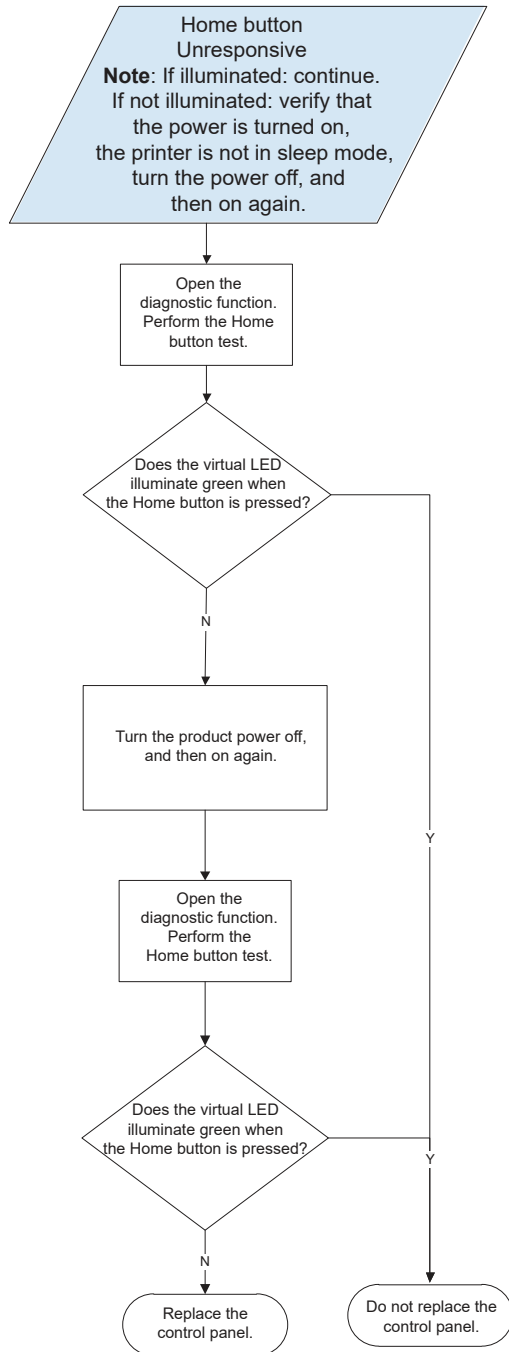 Home button
Unresponsive
Note: If illuminated: continue.
If not illuminated: verify that
the power is turned on,
the printer is not in sleep mode,
turn the power off, and
then on again.
Open the
diagnostic function.
Perform the Home
button test.
Does the virtual LED
illuminate green when
the Home button is pressed?
N
Turn the product power off,
and then on again.
Y
Open the
diagnostic function.
Perform the
Home button test.
Does the virtual LED
illuminate green when
the Home button is pressed?
Y
N
Replace the
control panel.
Do not replace the
control panel.